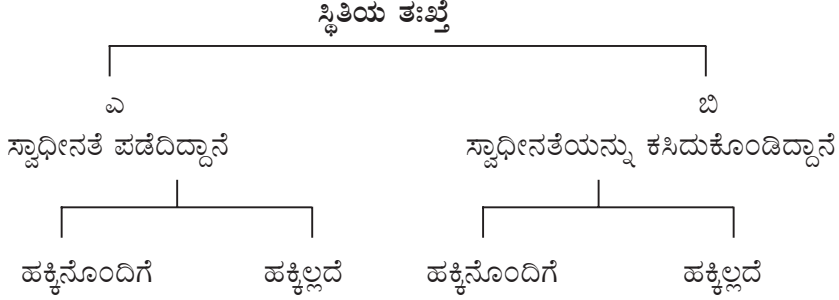 ಸ್ಥಿತಿಯ ತಃಖ್ತೆ
ಎ ಬಿ
ಸ್ವಾಧೀನತೆ ಪಡೆದಿದ್ದಾನೆ ಸ್ವಾಧೀನತೆಯನ್ನು ಕಸಿದುಕೊಂಡಿದ್ದಾನೆ
ಹಕ್ಕಿನೊಂದಿಗೆ ಹಕ್ಕಿಲ್ಲದೆ ಹಕ್ಕಿನೊಂದಿಗೆ ಹಕ್ಕಿಲ್ಲದೆ